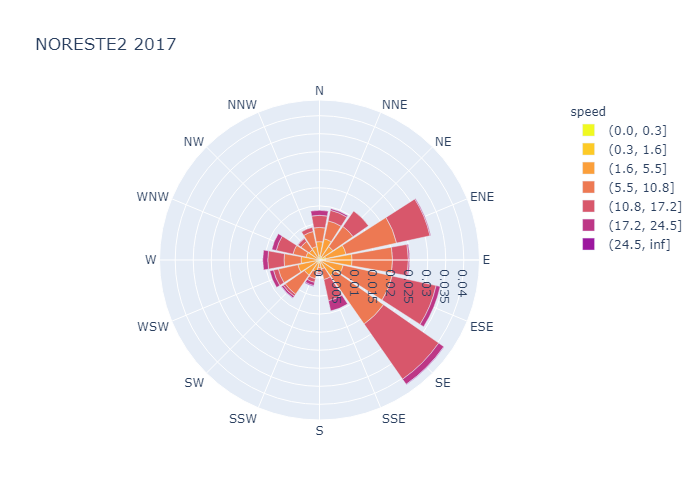 NORESTE2 2017
N
NNE
NE
ENE
E
ESE
SE
SSE
S
SSW
SW
WSW
W
WNW
NW
NNW
0
0.005
0.01
0.015
0.02
0.025
0.03
0.035
0.04
speed
(0.0, 0.3]
(0.3, 1.6]
(1.6, 5.5]
(5.5, 10.8]
(10.8, 17.2]
(17.2, 24.5]
(24.5, inf]